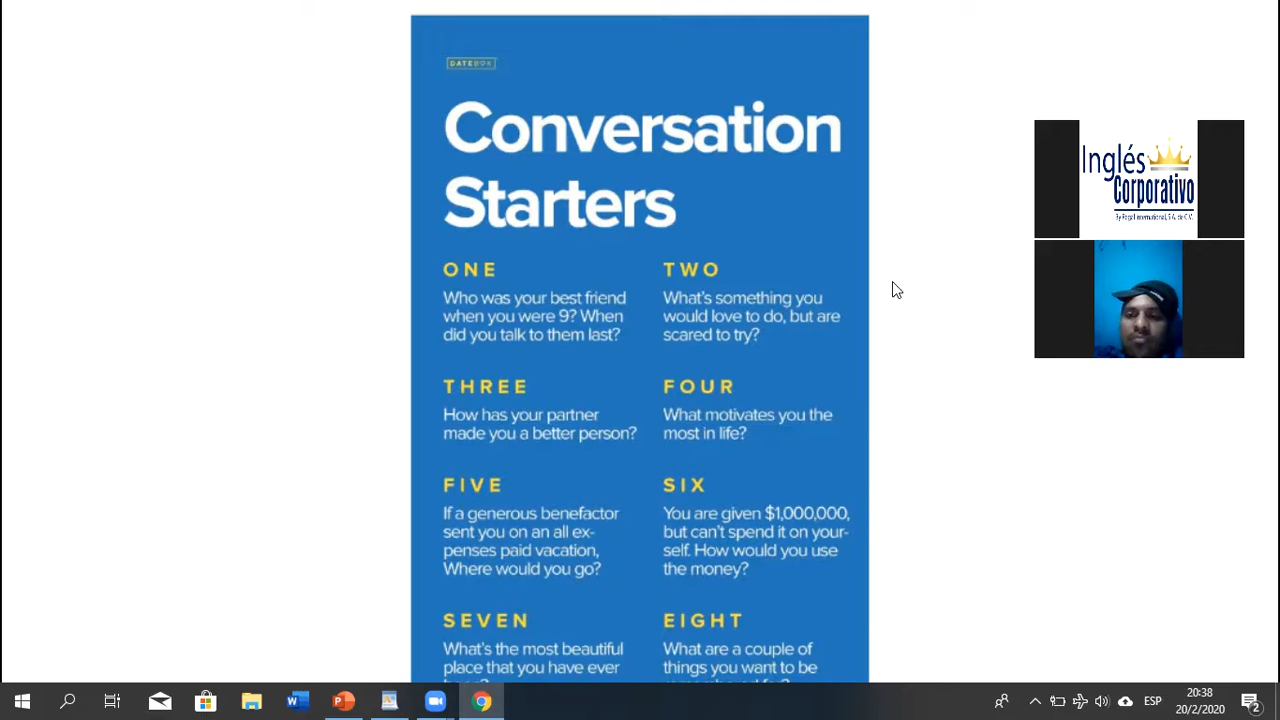 DATEBOX
Conversation
Starters
ONE
Who was your best friend
when you were 9? When
did you talk to them last?
TWO
What's something you
would love to do, but are
scared to try?
THREE
How has your partner
made you a better person?
FOUR
What motivates you the
most in life?
FIVE
If a generous benefactor
sent you on an all ex-
penses paid vacation,
Where would you go?
SIX
You are given $1,000,000,
but can't spend it on your-
self. How would you use
the money?
SEVEN
What's the most beautiful
place that you have ever
EIGHT
What are a couple of
things you want to be
Inglés
Corporativo
By Regal International, S.A. de C.V.
ESP
20:38
20/2/2020
2